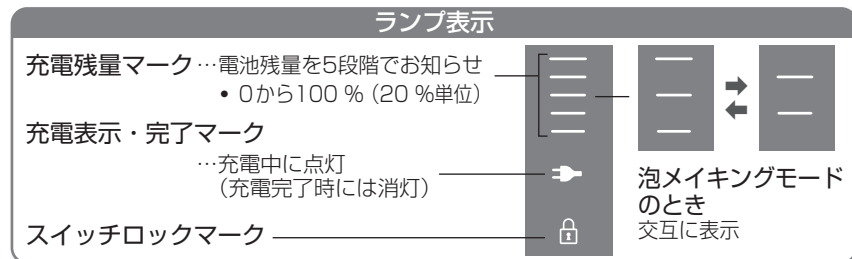 ランプ表示
充電残量マーク…電池残量を5段階でお知らせ
• 0から100 %（20 %単位）
充電表示・完了マーク
…充電中に点灯
（充電完了時には消灯）
スイッチロックマーク
泡メイキングモード
のとき
交互に表示